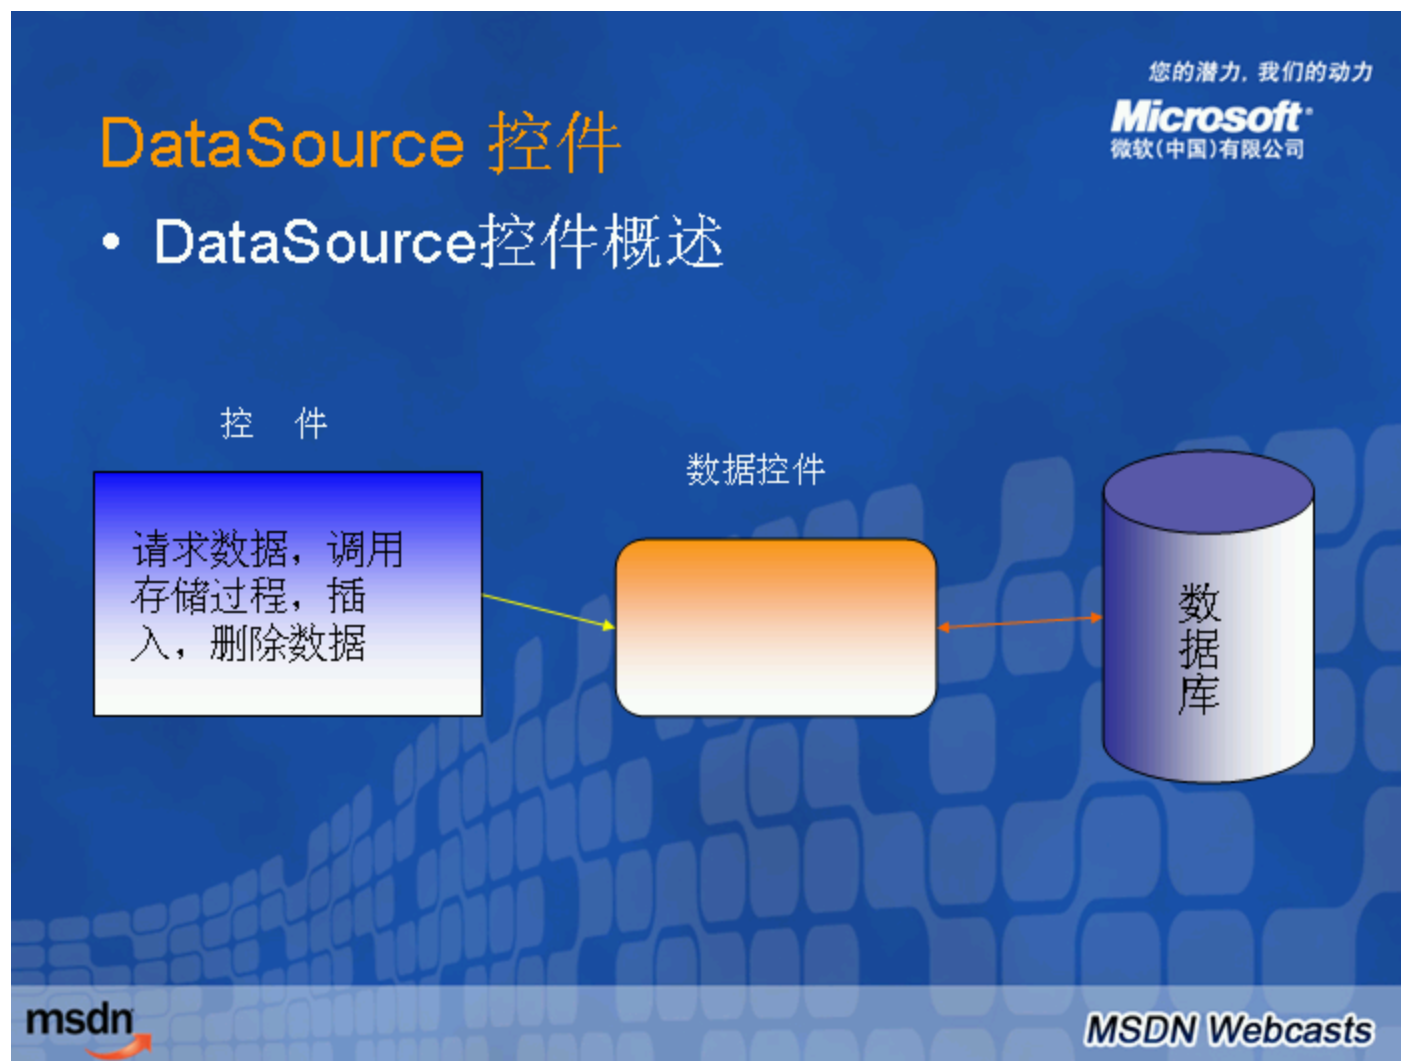 您的潜力，我们的动力
Microsoft
微软(中国)有限公司
DataSource 控件
• DataSource控件概述
控 件
数据控件
请求数据，调用
存储过程，插
入，删除数据
数
据
库
msdn
MSDN Webcasts